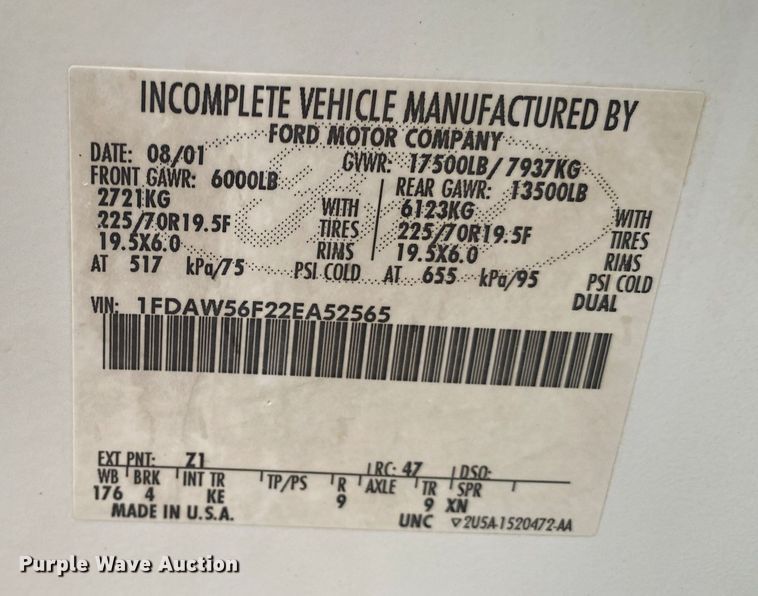 INCOMPLETE VEHICLE MANUFACTURED BY
FORD MOTOR COMPANY
DATE: 08/01 GVWR: 17500LB/7937KG
FRONT GAWR: 6000LB REAR GAWR: 13500LB
2721KG WITH 6123KG WITH
225/70R19.5F TIRES 225/70R19.5F TIRES
19.5X6.0 RIMS 19.5X6.0 RIMS
AT 517 kPa/75 PSI COLD AT 655 kPa/95 PSI COLD
DUAL
VIN: 1FDAW56F22EA52565
EXT PNT: Z1 RC: 47 DSO:
WB BRK INT TR TP/PS R AXLE TR SPR
176 4 KE 9 9 XN
MADE IN U.S.A. UNC ▽2U5A-1520472-AA
Purple Wave Auction